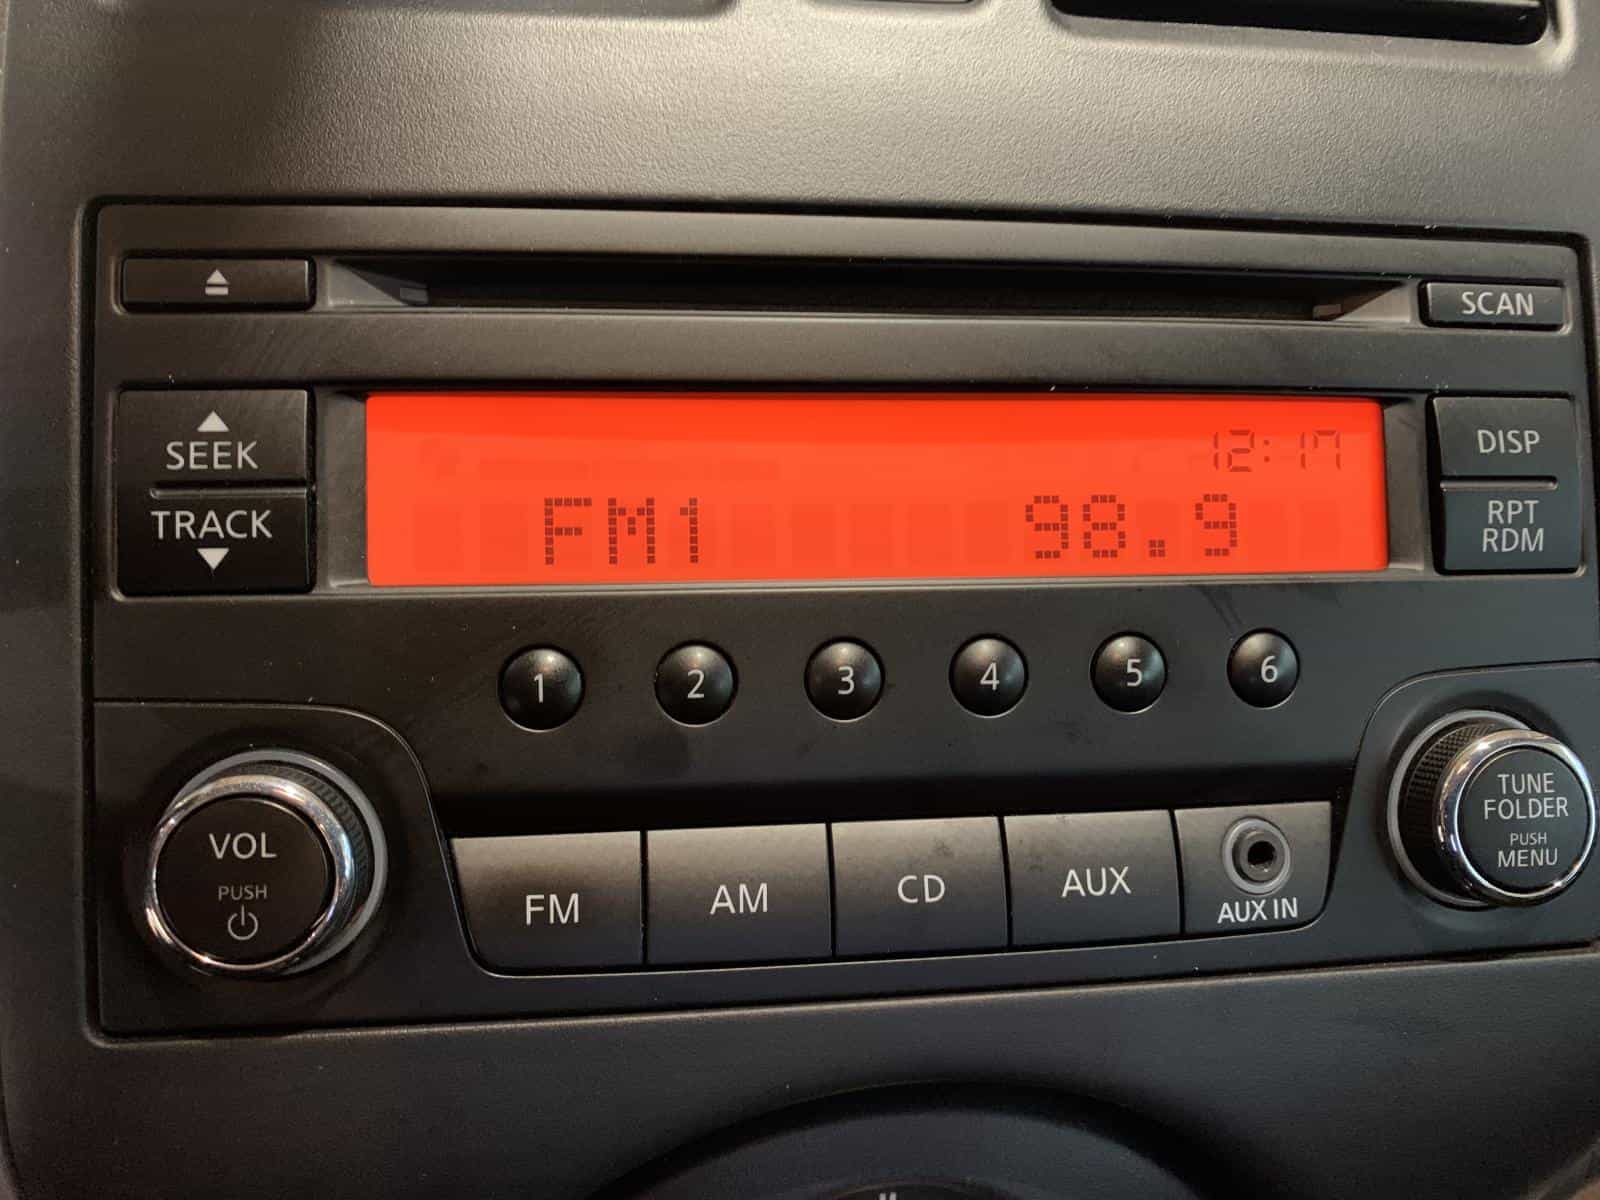 SCAN
SEEK
TRACK
12:17
FM1 98.9
DISP
RPT
RDM
1 2 3 4 5 6
VOL
PUSH
FM AM CD AUX
AUX IN
TUNE
FOLDER
PUSH
MENU